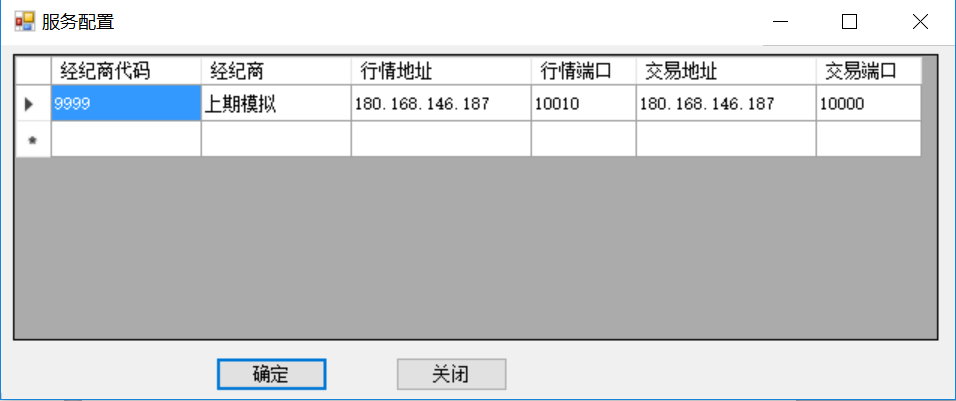 服务配置
经纪商代码 经纪商 行情地址 行情端口 交易地址 交易端口
9999 上期模拟 180.168.146.187 10010 180.168.146.187 10000
*
确定 关闭